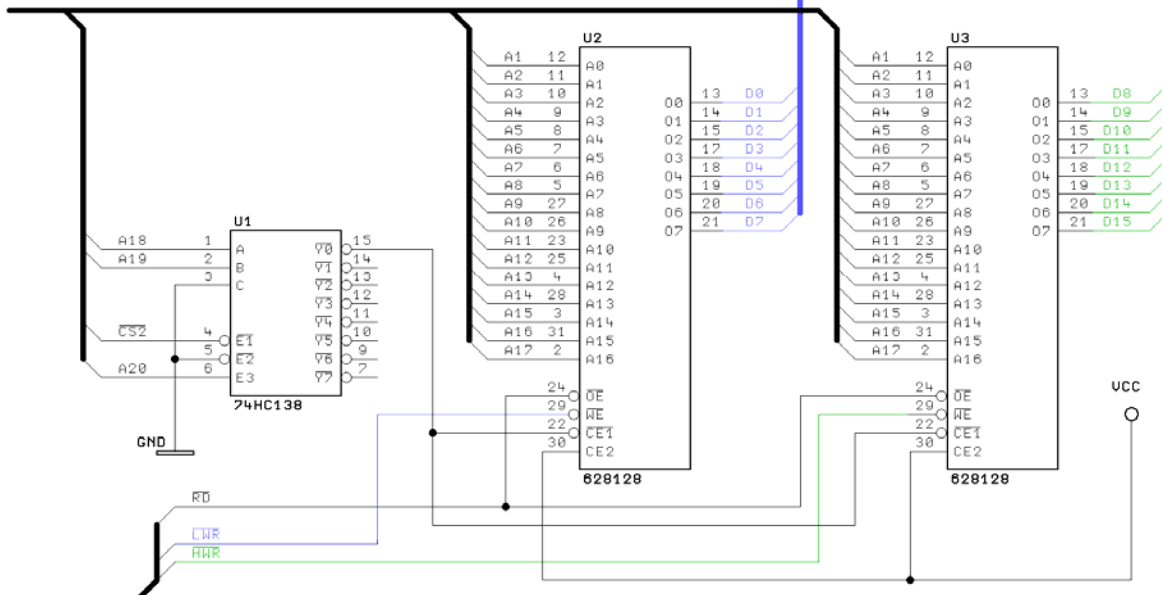 U2
A1 12 A0
A2 11 A1
A3 10 A2
A4 9 A3
A5 8 A4
A6 7 A5
A7 6 A6
A8 5 A7
A9 27 A8
A10 26 A9
A11 23 A10
A12 25 A11
A13 4 A12
A14 28 A13
A15 3 A14
A16 31 A15
A17 2 A16
O0 13 D0
O1 14 D1
O2 15 D2
O3 17 D3
O4 18 D4
O5 19 D5
O6 20 D6
O7 21 D7
24 OE
29 WE
22 CE1
30 CE2
628128
U3
A1 12 A0
A2 11 A1
A3 10 A2
A4 9 A3
A5 8 A4
A6 7 A5
A7 6 A6
A8 5 A7
A9 27 A8
A10 26 A9
A11 23 A10
A12 25 A11
A13 4 A12
A14 28 A13
A15 3 A14
A16 31 A15
A17 2 A16
O0 13 D8
O1 14 D9
O2 15 D10
O3 17 D11
O4 18 D12
O5 19 D13
O6 20 D14
O7 21 D15
24 OE
29 WE
22 CE1
30 CE2
628128
VCC
U1
A18 1 A
A19 2 B
3 C
CS2 4 E1
5 E2
A20 6 E3
Y0 15
Y1 14
Y2 13
Y3 12
Y4 11
Y5 10
Y6 9
Y7 7
74HC138
GND
RD
LWR
HWR